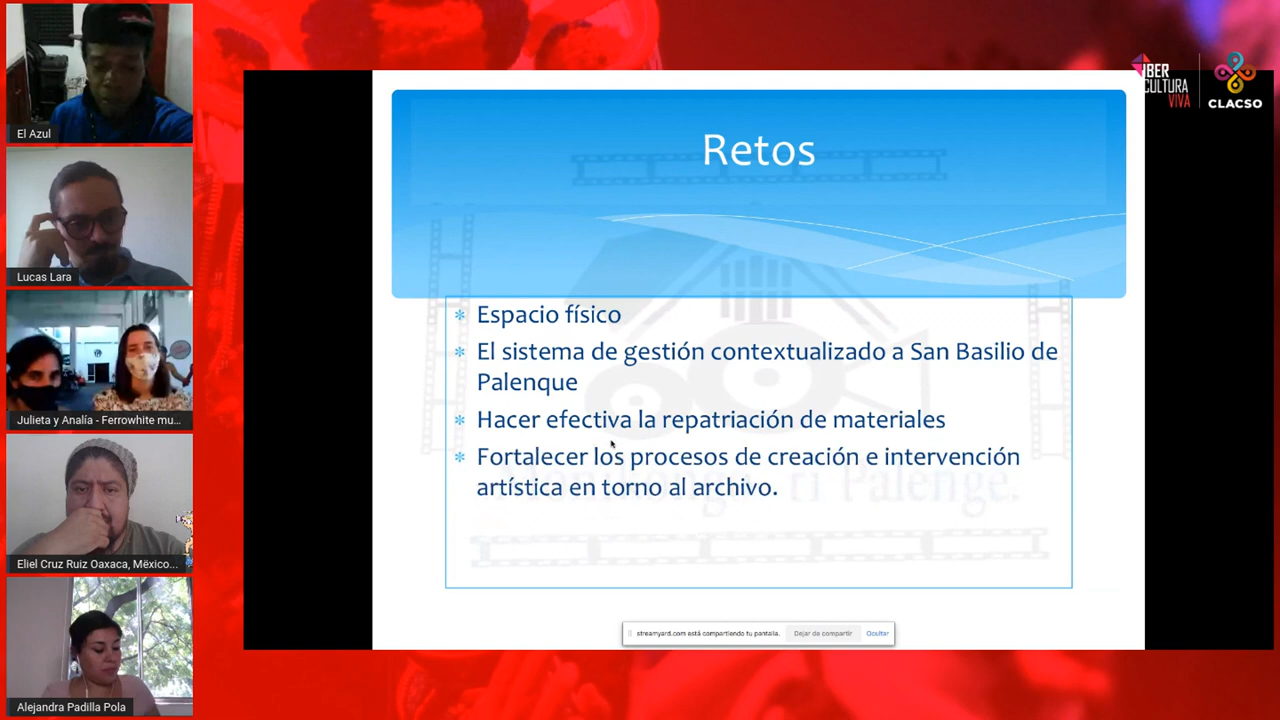 El Azul
Lucas Lara
Julieta y Analía - Ferrowhite mu...
Eliel Cruz Ruiz Oaxaca, Mëxico...
Alejandra Padilla Pola
IBER
CULTURA
VIVA
CLACSO
Retos
Espacio físico
El sistema de gestión contextualizado a San Basilio de
Palenque
Hacer efectiva la repatriación de materiales
Fortalecer los procesos de creación e intervención
artística en torno al archivo.
ri Palenge.
streamyard.com está compartiendo tu pantalla.
Dejar de compartir
Ocultar